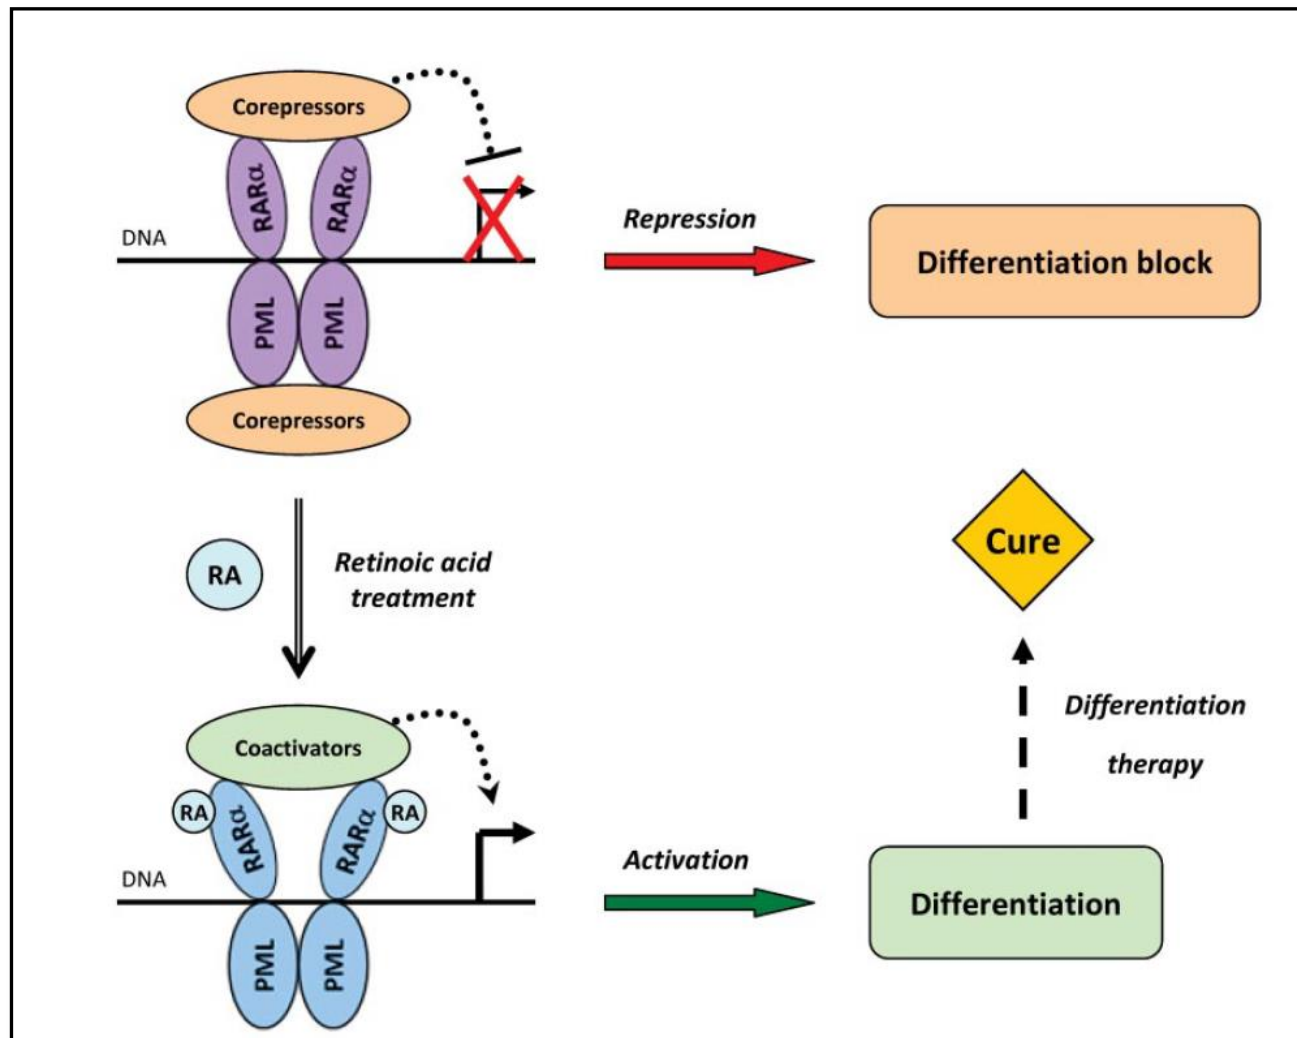 Corepressors
RARα
RARα
DNA
PML
PML
Corepressors
Repression
Differentiation block
RA
Retinoic acid
treatment
Cure
Differentiation
therapy
Coactivators
RA
RA
RARα
RARα
DNA
PML
PML
Activation
Differentiation